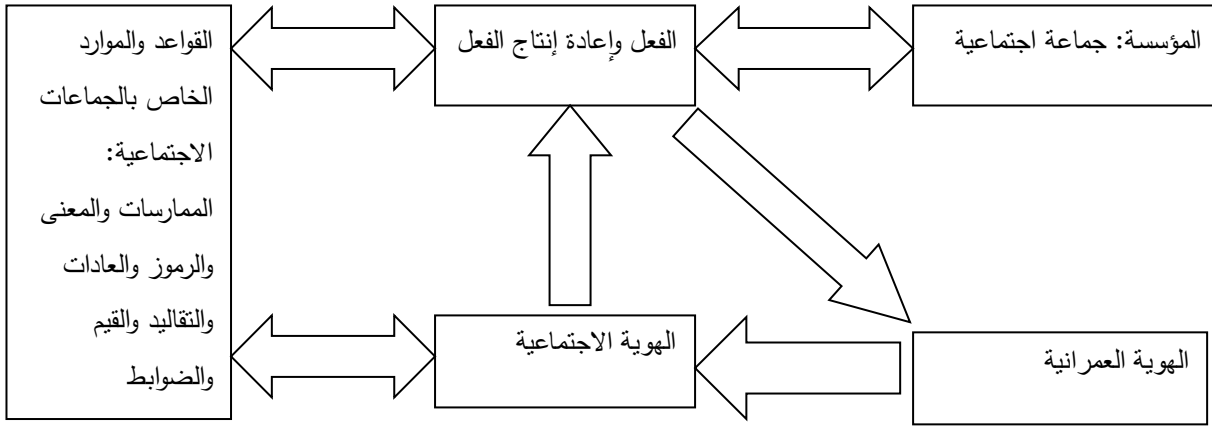 المؤسسة: جماعة اجتماعية
الفعل وإعادة إنتاج الفعل
القواعد والموارد
الخاص بالجماعات
الاجتماعية:
الممارسات والمعنى
والرموز والعادات
والتقاليد والقيم
والضوابط
الهوية العمرانية
الهوية الاجتماعية